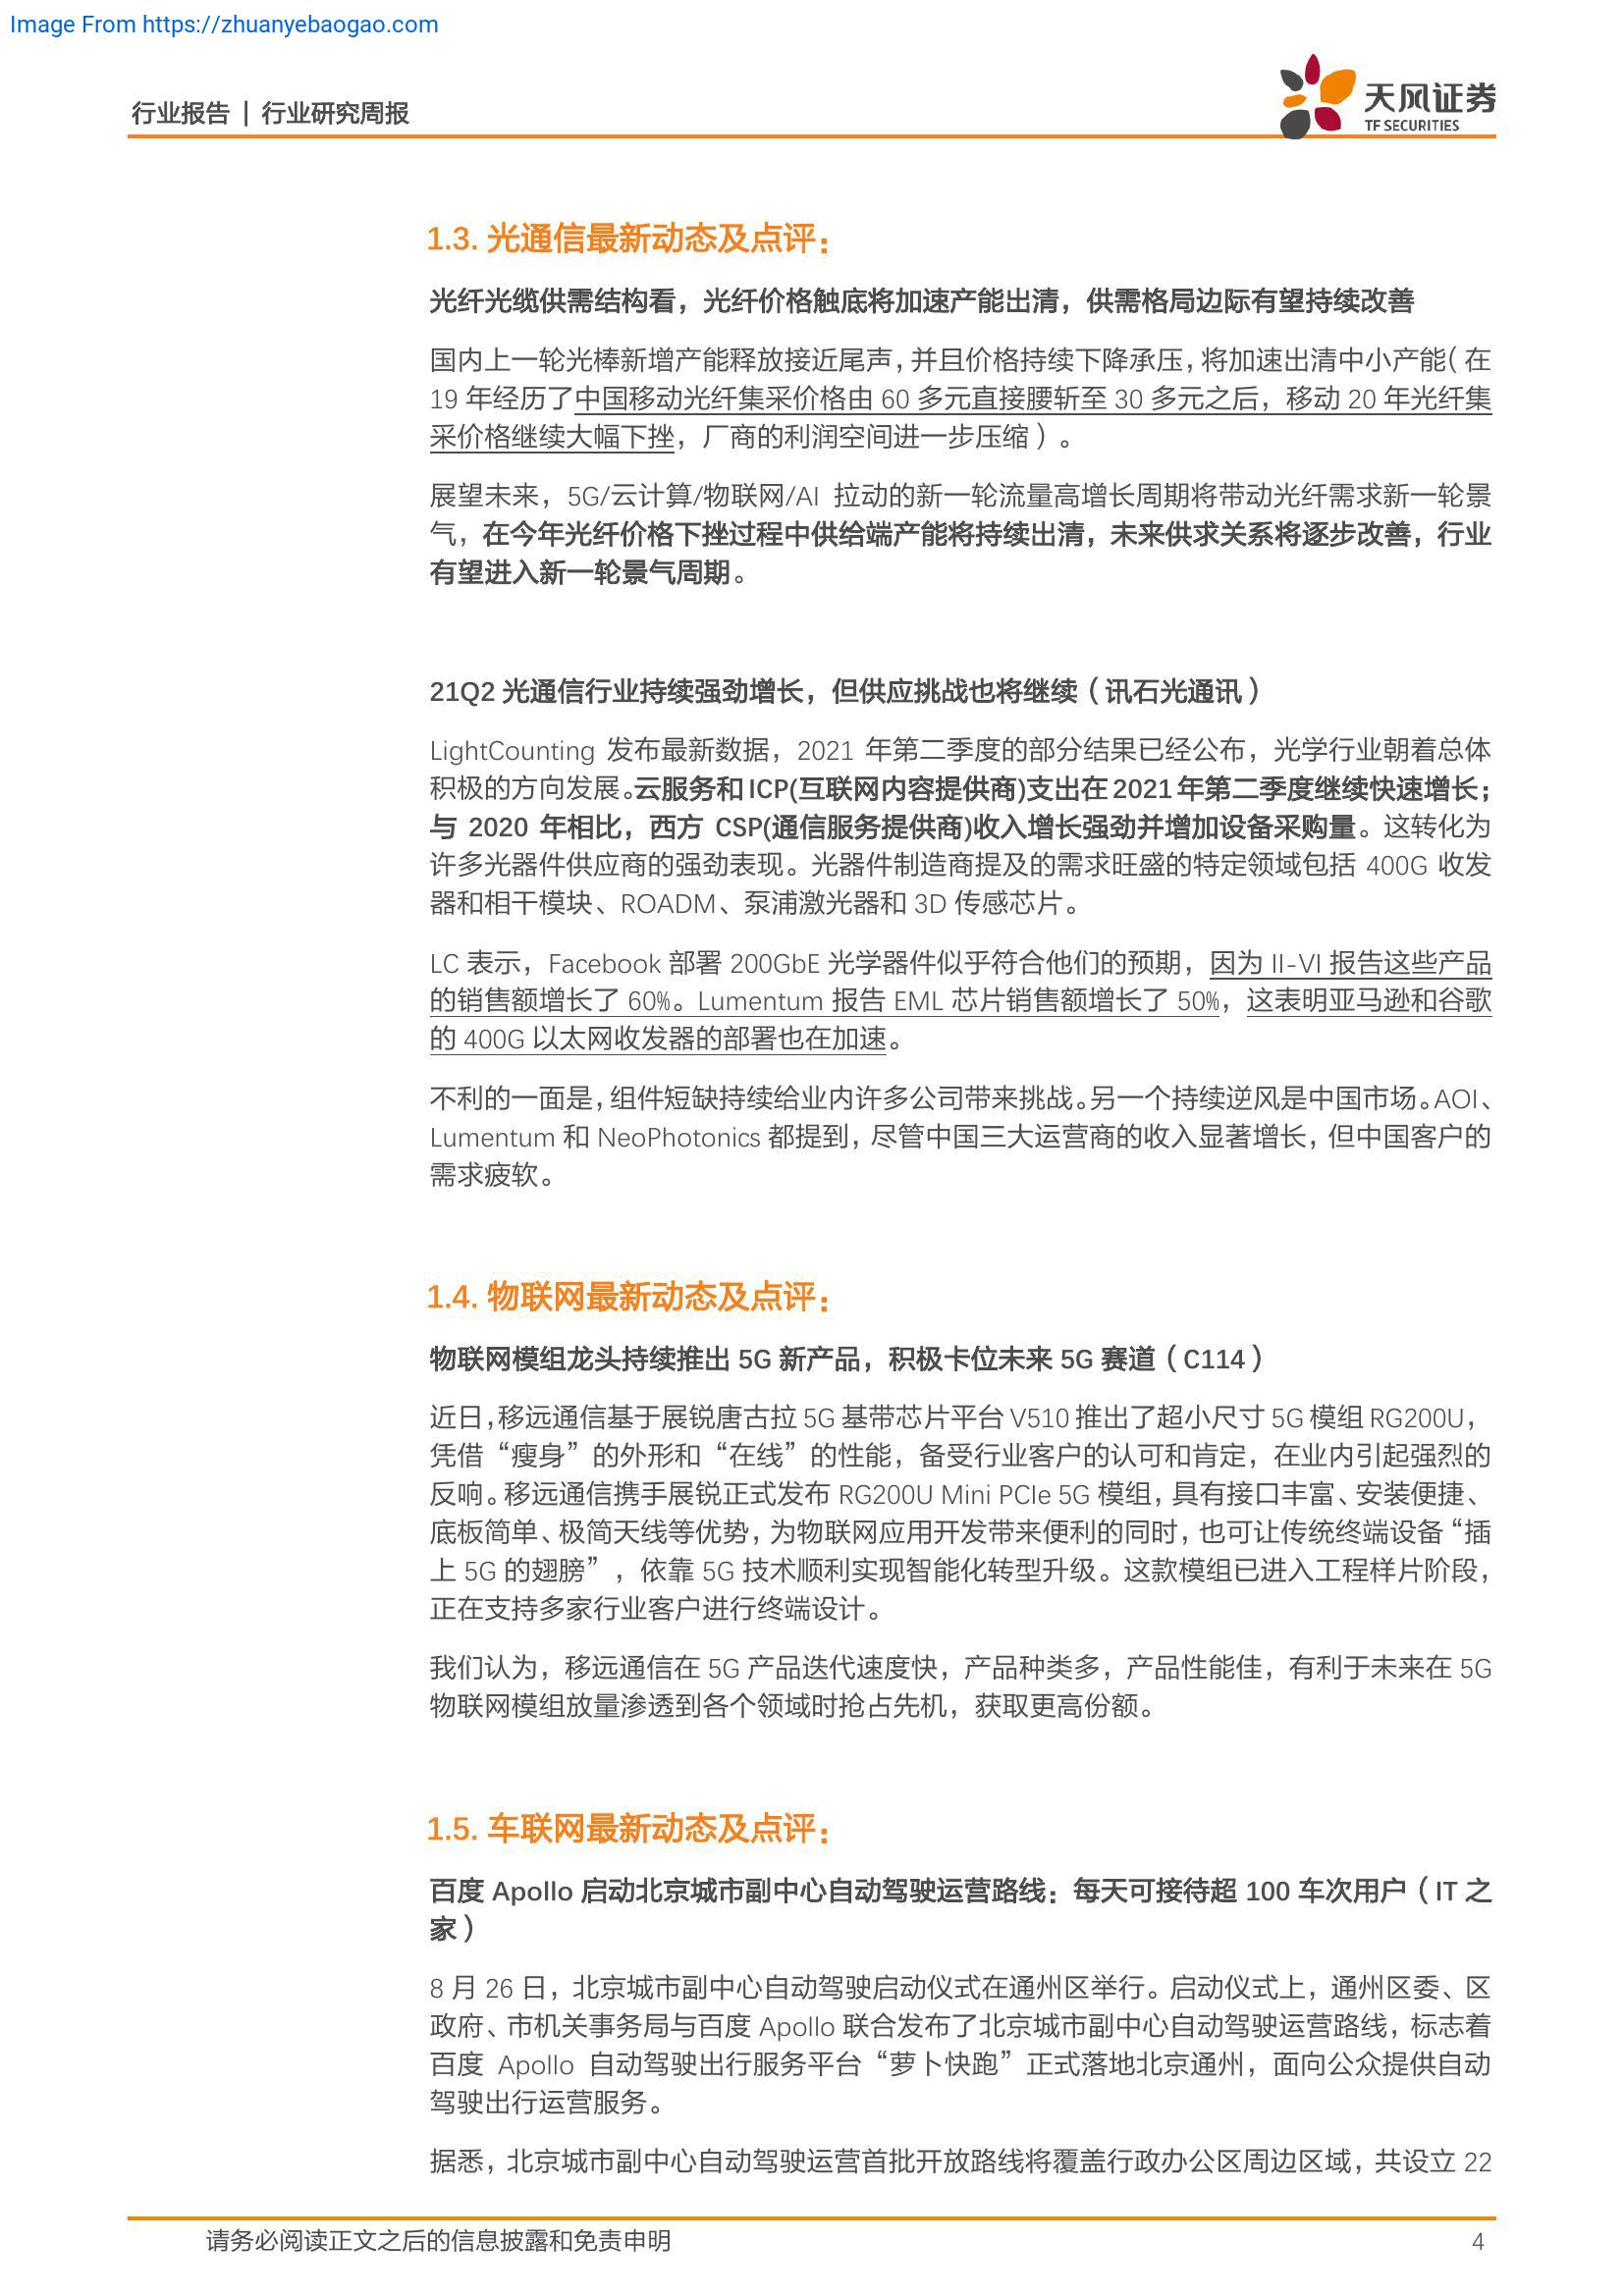 Image From https://zhuanyebaogao.com
行业报告 | 行业研究周报
天风证券
TF SECURITIES
1.3. 光通信最新动态及点评：
光纤光缆供需结构看，光纤价格触底将加速产能出清，供需格局边际有望持续改善
国内上一轮光棒新增产能释放接近尾声，并且价格持续下降承压，将加速出清中小产能（在
19 年经历了中国移动光纤集采价格由 60 多元直接腰斩至 30 多元之后，移动 20 年光纤集
采价格继续大幅下挫，厂商的利润空间进一步压缩）。
展望未来，5G/云计算/物联网/AI 拉动的新一轮流量高增长周期将带动光纤需求新一轮景
气，在今年光纤价格下挫过程中供给端产能将持续出清，未来供求关系将逐步改善，行业
有望进入新一轮景气周期。
21Q2 光通信行业持续强劲增长，但供应挑战也将继续（讯石光通讯）
LightCounting 发布最新数据，2021 年第二季度的部分结果已经公布，光学行业朝着总体
积极的方向发展。云服务和 ICP(互联网内容提供商)支出在 2021 年第二季度继续快速增长；
与 2020 年相比，西方 CSP(通信服务提供商)收入增长强劲并增加设备采购量。这转化为
许多光器件供应商的强劲表现。光器件制造商提及的需求旺盛的特定领域包括 400G 收发
器和相干模块、ROADM、泵浦激光器和 3D 传感芯片。
LC 表示，Facebook 部署 200GbE 光学器件似乎符合他们的预期，因为 II-VI 报告这些产品
的销售额增长了 60%。Lumentum 报告 EML 芯片销售额增长了 50%，这表明亚马逊和谷歌
的 400G 以太网收发器的部署也在加速。
不利的一面是，组件短缺持续给业内许多公司带来挑战。另一个持续逆风是中国市场。AOI、
Lumentum 和 NeoPhotonics 都提到，尽管中国三大运营商的收入显著增长，但中国客户的
需求疲软。
1.4. 物联网最新动态及点评：
物联网模组龙头持续推出 5G 新产品，积极卡位未来 5G 赛道（C114）
近日，移远通信基于展锐唐古拉 5G 基带芯片平台 V510 推出了超小尺寸 5G 模组 RG200U，
凭借“瘦身”的外形和“在线”的性能，备受行业客户的认可和肯定，在业内引起强烈的
反响。移远通信携手展锐正式发布 RG200U Mini PCIe 5G 模组，具有接口丰富、安装便捷、
底板简单、极简天线等优势，为物联网应用开发带来便利的同时，也可让传统终端设备“插
上 5G 的翅膀”，依靠 5G 技术顺利实现智能化转型升级。这款模组已进入工程样片阶段，
正在支持多家行业客户进行终端设计。
我们认为，移远通信在 5G 产品迭代速度快，产品种类多，产品性能佳，有利于未来在 5G
物联网模组放量渗透到各个领域时抢占先机，获取更高份额。
1.5. 车联网最新动态及点评：
百度 Apollo 启动北京城市副中心自动驾驶运营路线：每天可接待超 100 车次用户（IT 之
家）
8 月 26 日，北京城市副中心自动驾驶启动仪式在通州区举行。启动仪式上，通州区委、区
政府、市机关事务局与百度 Apollo 联合发布了北京城市副中心自动驾驶运营路线，标志着
百度 Apollo 自动驾驶出行服务平台“萝卜快跑”正式落地北京通州，面向公众提供自动
驾驶出行运营服务。
据悉，北京城市副中心自动驾驶运营首批开放路线将覆盖行政办公区周边区域，共设立 22
请务必阅读正文之后的信息披露和免责申明
4